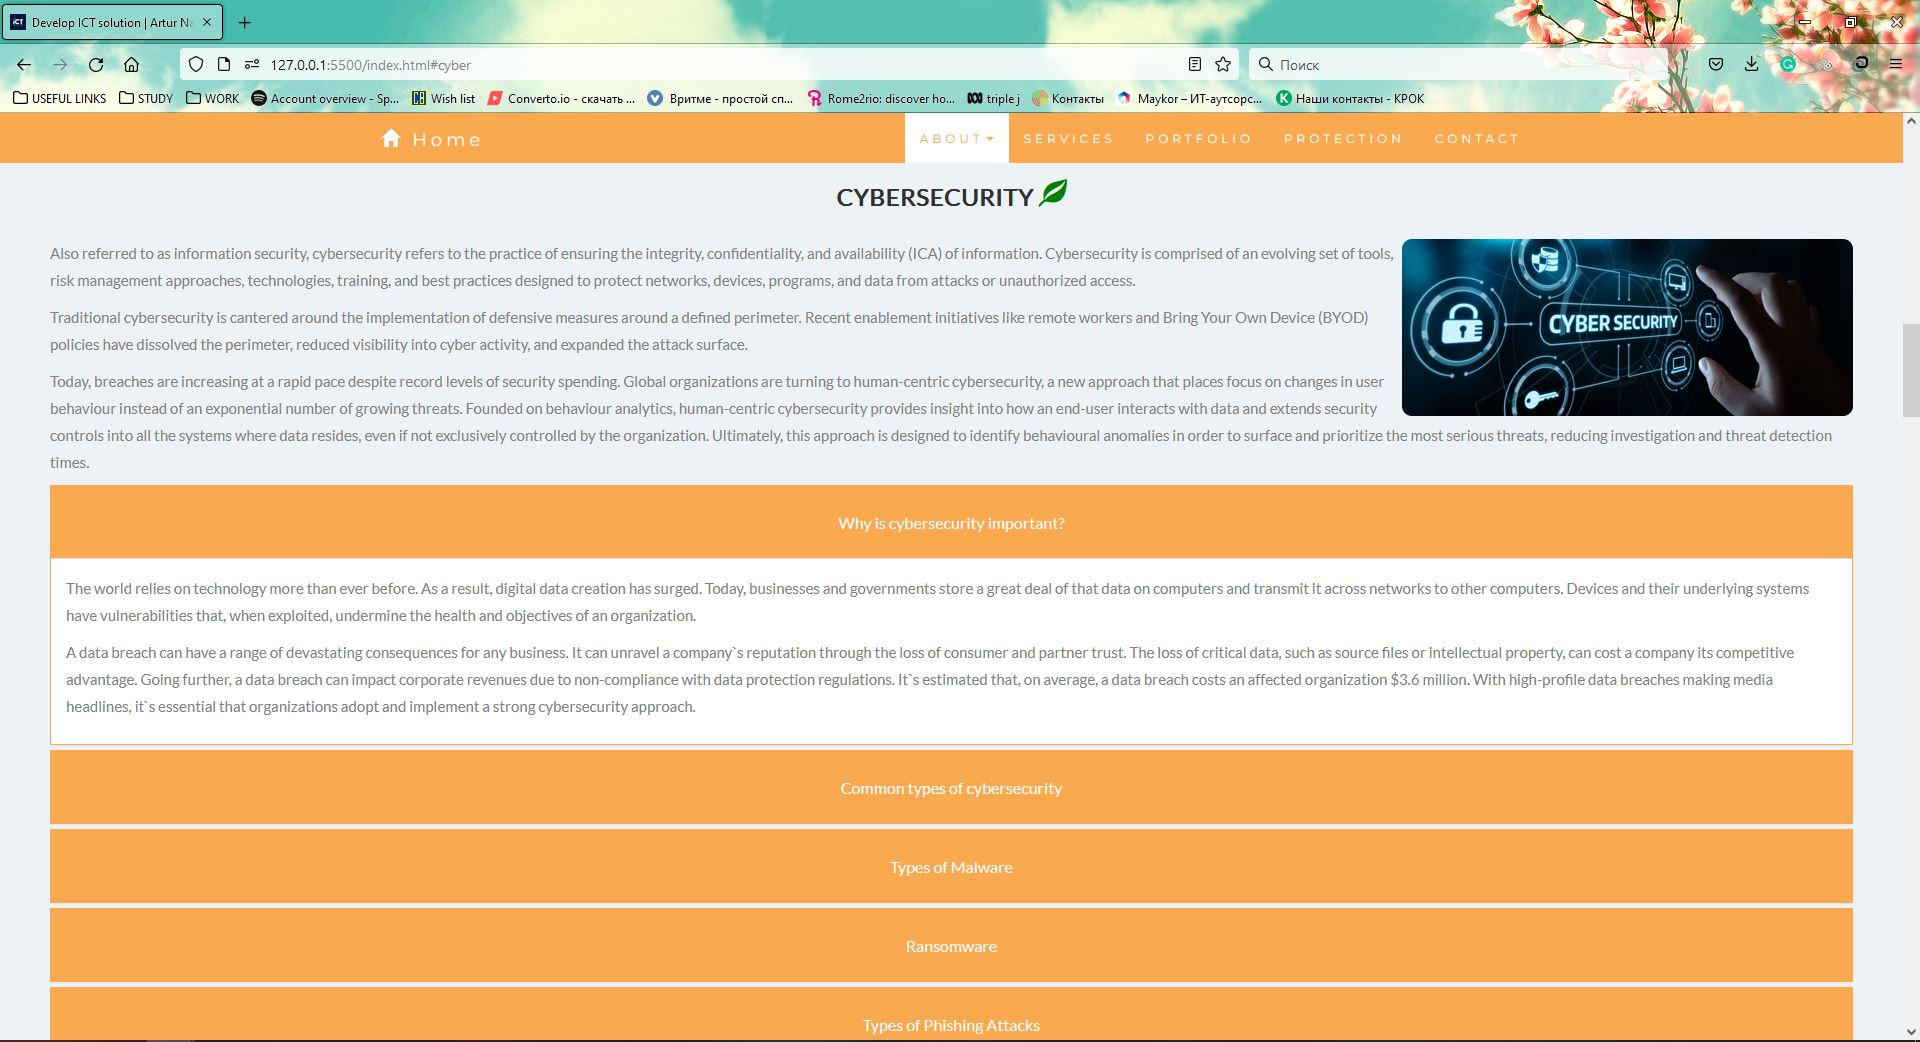 iCT Develop ICT solution | Artur Na
127.0.0.1:5500/index.html#cyber
Поиск
USEFUL LINKS STUDY WORK Account overview - Sp... Wish list Converto.io - скачать ... Вритме - простой сп... Rome2rio: discover ho... triple j Контакты Maykor – ИТ-аутсорс... Наши контакты - КРОК
Home ABOUT SERVICES PORTFOLIO PROTECTION CONTACT
CYBERSECURITY
Also referred to as information security, cybersecurity refers to the practice of ensuring the integrity, confidentiality, and availability (ICA) of information. Cybersecurity is comprised of an evolving set of tools,
risk management approaches, technologies, training, and best practices designed to protect networks, devices, programs, and data from attacks or unauthorized access.
Traditional cybersecurity is cantered around the implementation of defensive measures around a defined perimeter. Recent enablement initiatives like remote workers and Bring Your Own Device (BYOD)
policies have dissolved the perimeter, reduced visibility into cyber activity, and expanded the attack surface.
CYBER SECURITY
Today, breaches are increasing at a rapid pace despite record levels of security spending. Global organizations are turning to human-centric cybersecurity, a new approach that places focus on changes in user
behaviour instead of an exponential number of growing threats. Founded on behaviour analytics, human-centric cybersecurity provides insight into how an end-user interacts with data and extends security
controls into all the systems where data resides, even if not exclusively controlled by the organization. Ultimately, this approach is designed to identify behavioural anomalies in order to surface and prioritize the most serious threats, reducing investigation and threat detection
times.
Why is cybersecurity important?
The world relies on technology more than ever before. As a result, digital data creation has surged. Today, businesses and governments store a great deal of that data on computers and transmit it across networks to other computers. Devices and their underlying systems
have vulnerabilities that, when exploited, undermine the health and objectives of an organization.
A data breach can have a range of devastating consequences for any business. It can unravel a company`s reputation through the loss of consumer and partner trust. The loss of critical data, such as source files or intellectual property, can cost a company its competitive
advantage. Going further, a data breach can impact corporate revenues due to non-compliance with data protection regulations. It`s estimated that, on average, a data breach costs an affected organization $3.6 million. With high-profile data breaches making media
headlines, it`s essential that organizations adopt and implement a strong cybersecurity approach.
Common types of cybersecurity
Types of Malware
Ransomware
Types of Phishing Attacks